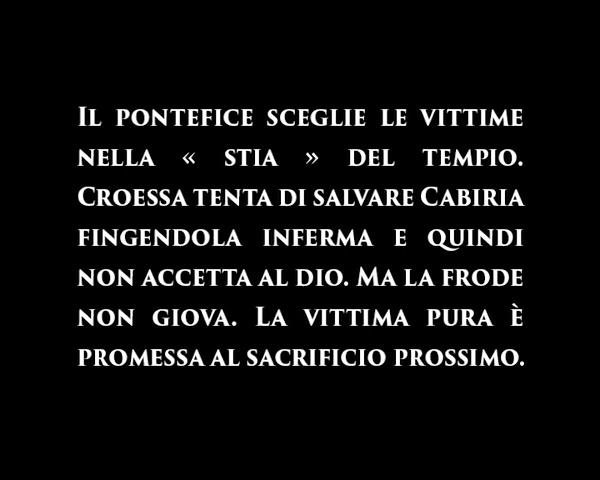 Il pontefice sceglie le vittime
nella « stia » del tempio.
Croessa tenta di salvare Cabiria
fingendola inferma e quindi
non accetta al dio. Ma la frode
non giova. La vittima pura è
promessa al sacrificio prossimo.